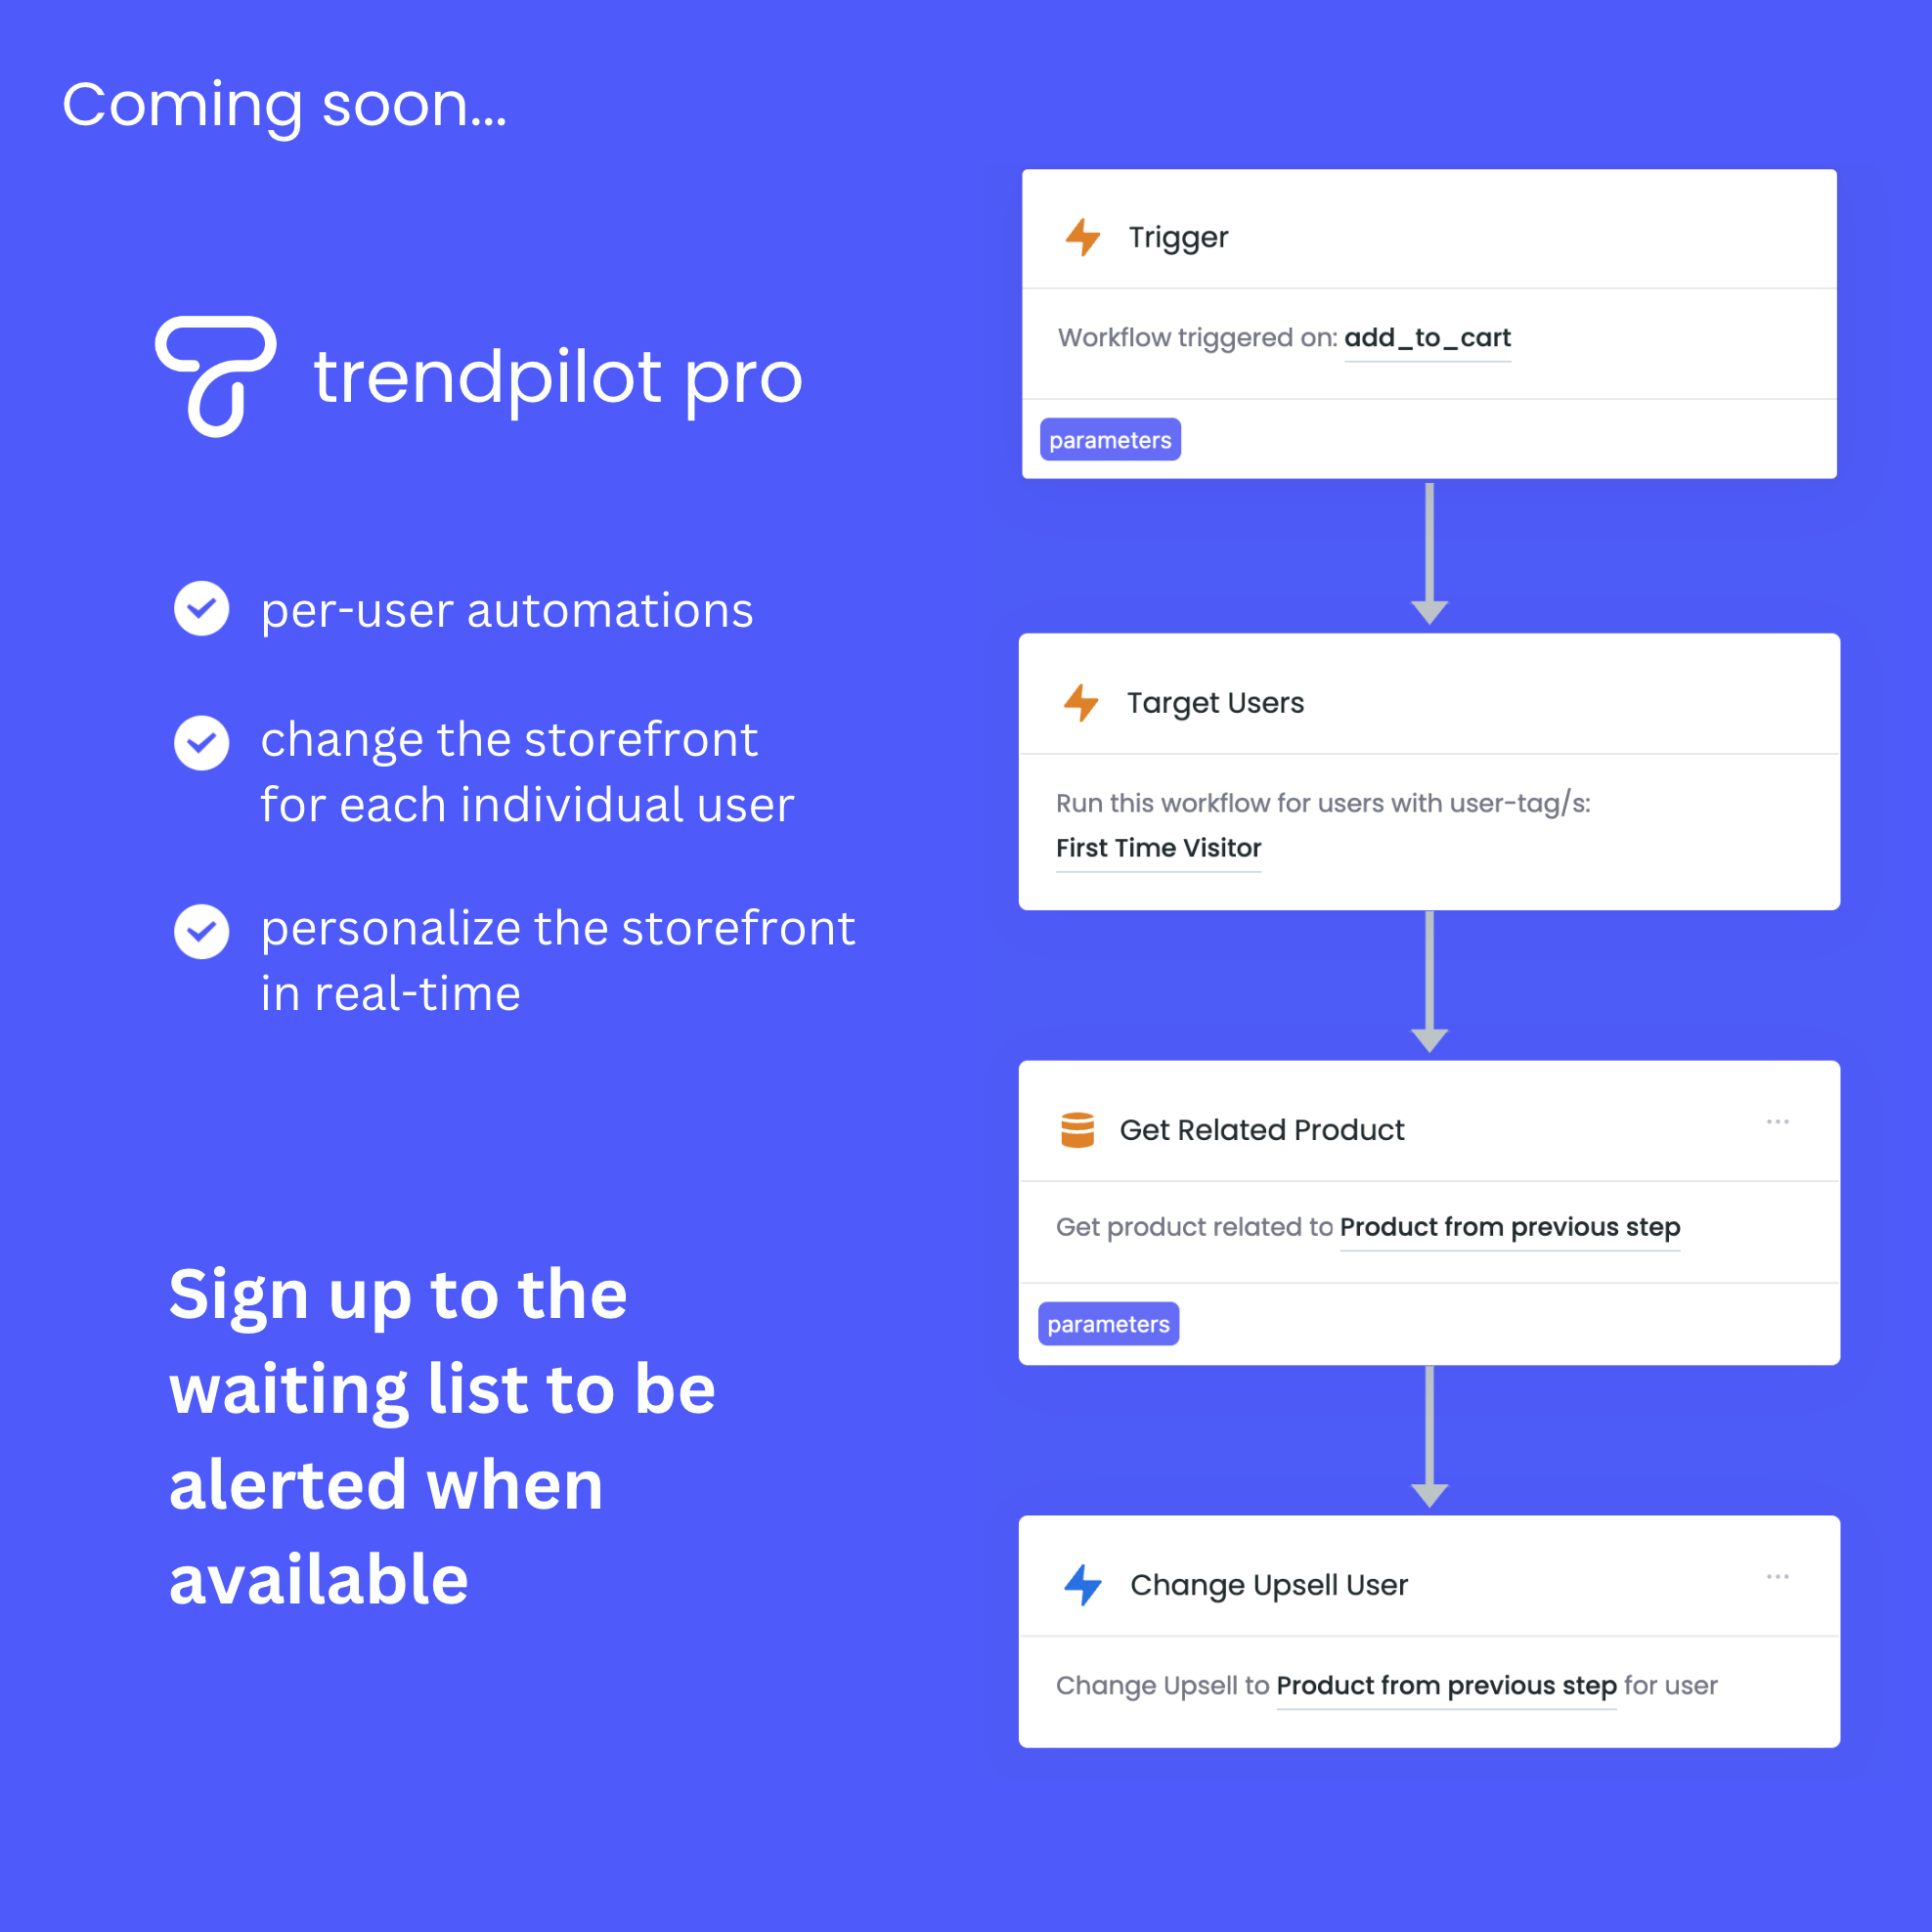 Coming soon...
trendpilot pro
per-user automations
change the storefront
for each individual user
personalize the storefront
in real-time
Sign up to the
waiting list to be
alerted when
available
Trigger
Workflow triggered on: add_to_cart
parameters
Target Users
Run this workflow for users with user-tag/s:
First Time Visitor
Get Related Product
Get product related to Product from previous step
parameters
Change Upsell User
Change Upsell to Product from previous step for user